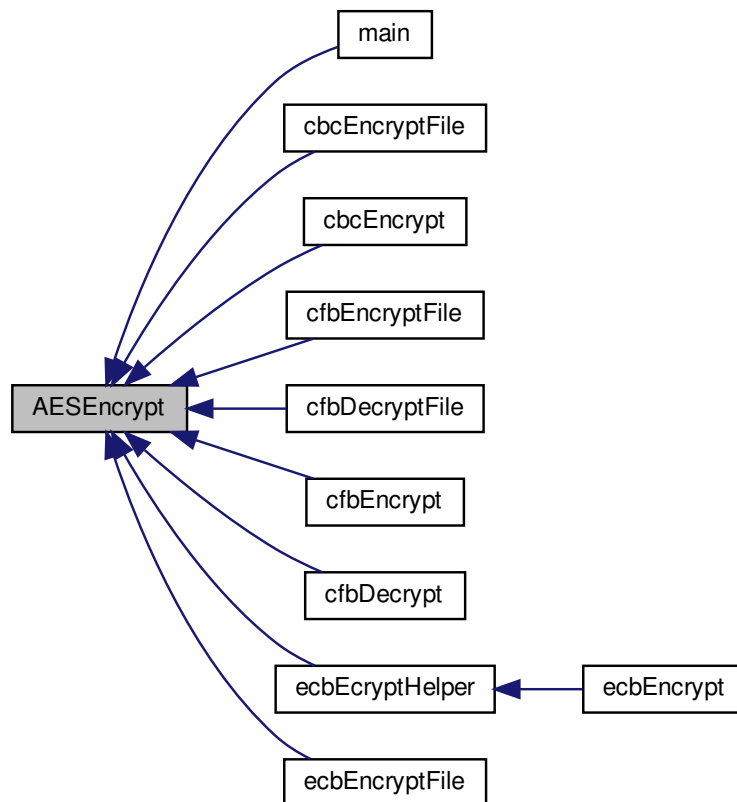 main
cbcEncryptFile
cbcEncrypt
cfbEncryptFile
AESEncrypt
cfbDecryptFile
cfbEncrypt
cfbDecrypt
ecbEcryptHelper
ecbEncrypt
ecbEncryptFile